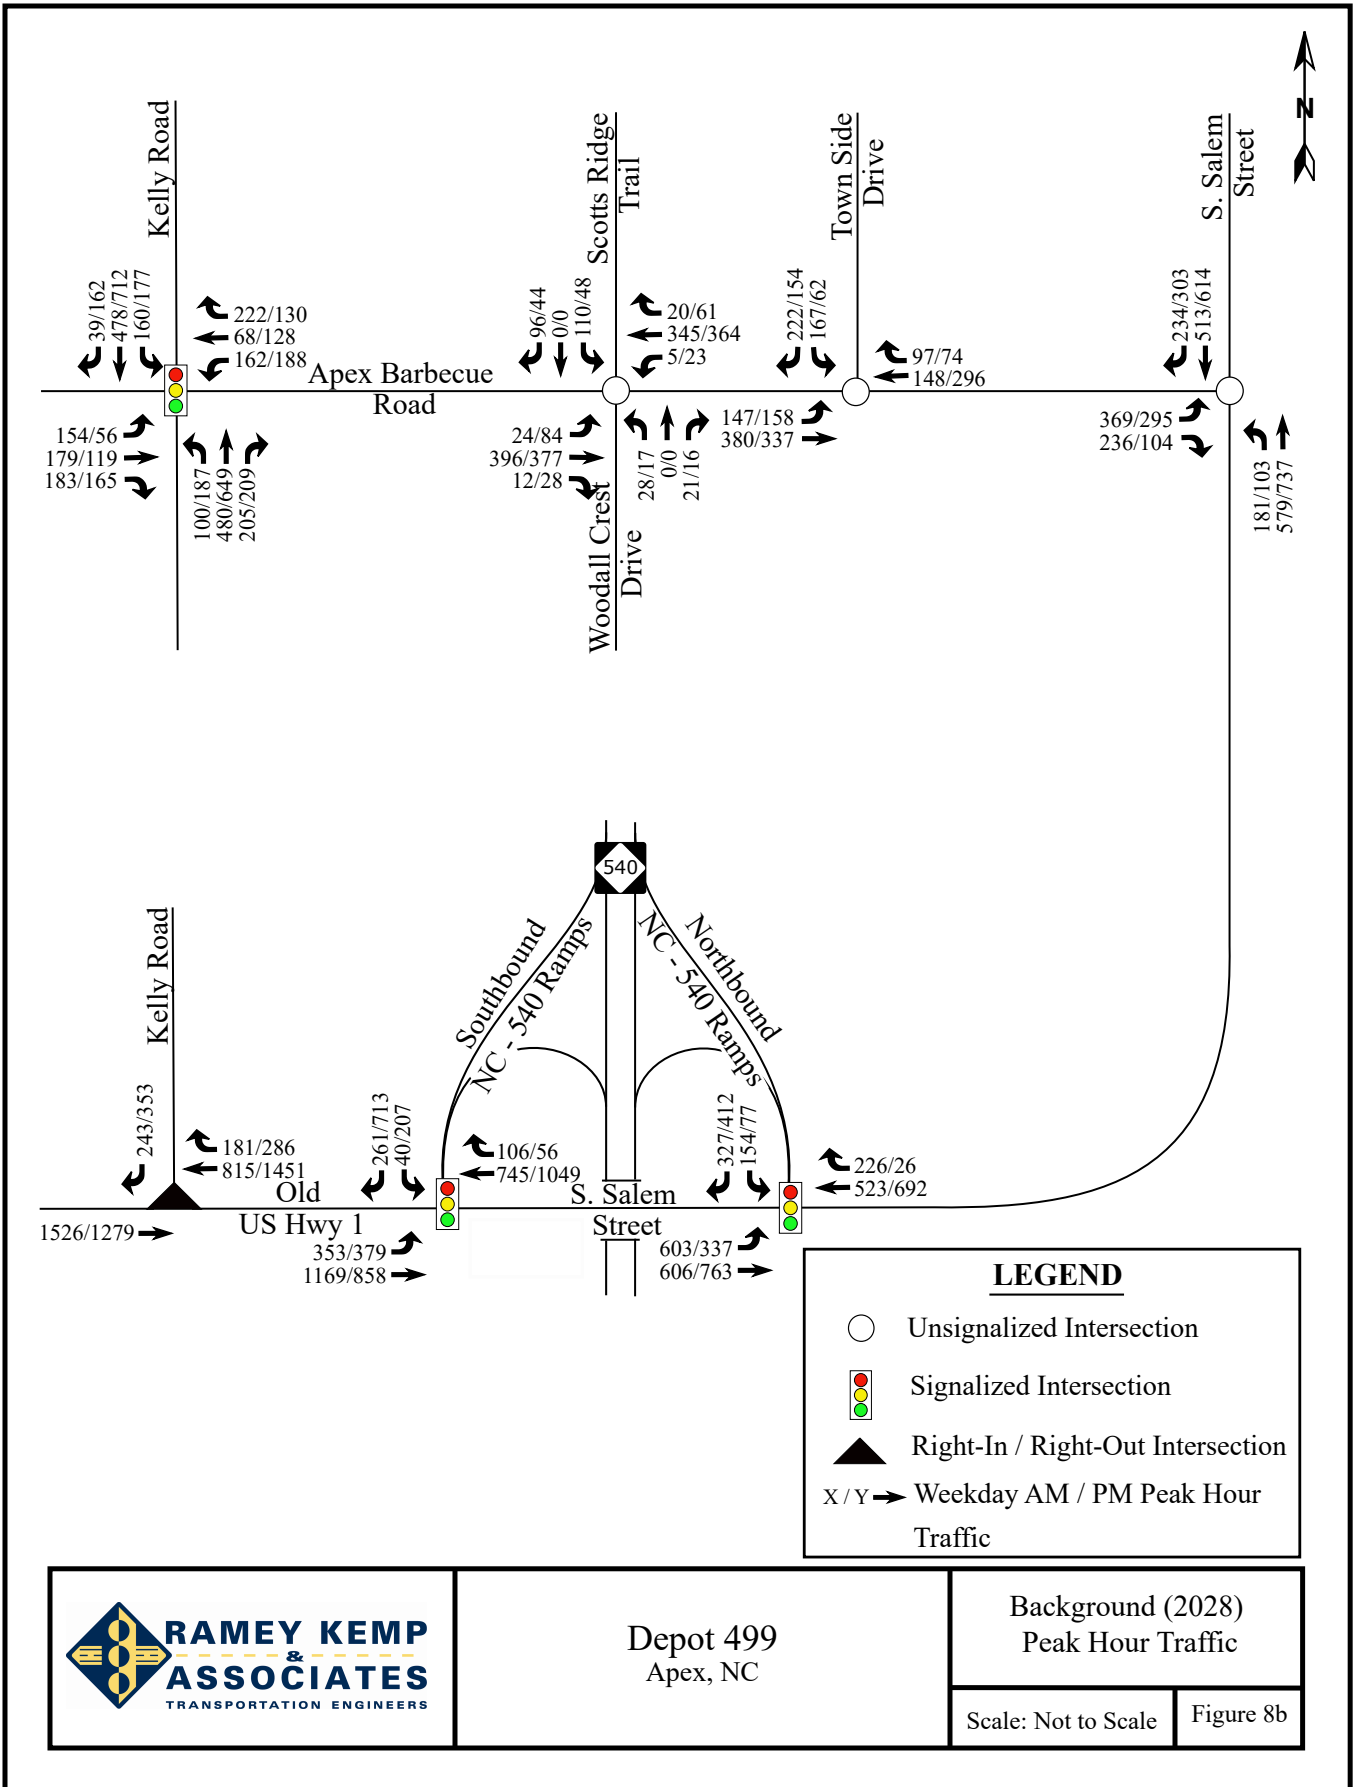 N
Kelly Road
Scotts Ridge
Trail
Town Side
Drive
S. Salem
Street
39/162
478/712
160/177
222/130
68/128
162/188
154/56
179/119
183/165
100/187
480/649
205/209
Apex Barbecue
Road
96/44
0/0
110/48
20/61
345/364
5/23
24/84
396/377
12/28
28/17
0/0
21/16
Woodall Crest
Drive
222/154
167/62
97/74
148/296
147/158
380/337
234/303
513/614
369/295
236/104
181/103
579/737
540
Southbound
NC - 540 Ramps
Northbound
NC - 540 Ramps
Kelly Road
243/353
181/286
815/1451
1526/1279
Old
US Hwy 1
261/713
40/207
106/56
745/1049
353/379
1169/858
S. Salem
Street
327/412
154/77
226/26
523/692
603/337
606/763
LEGEND
Unsignalized Intersection
Signalized Intersection
Right-In / Right-Out Intersection
X / Y Weekday AM / PM Peak Hour
Traffic
RAMEY KEMP
&
ASSOCIATES
TRANSPORTATION ENGINEERS
Depot 499
Apex, NC
Background (2028)
Peak Hour Traffic
Scale: Not to Scale
Figure 8b